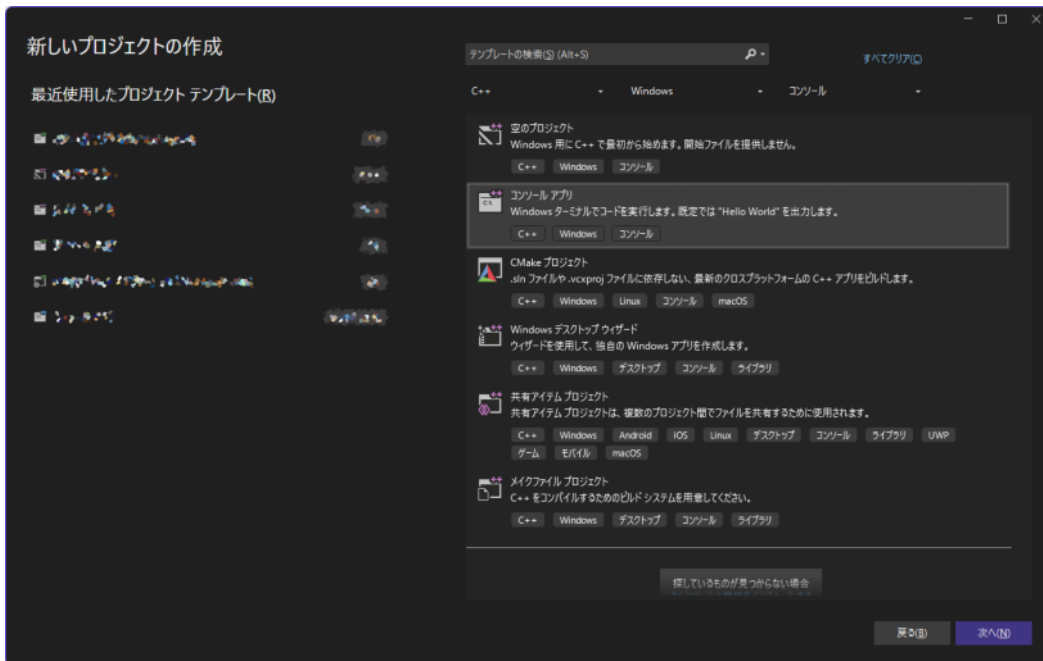 新しいプロジェクトの作成
最近使用したプロジェクト テンプレート(R)
テンプレートの検索(S) (Alt+S)
すべてクリア(C)
C++ Windows コンソール
空のプロジェクト
Windows 用に C++ で最初から始めます。開始ファイルを提供しません。
C++ Windows コンソール
コンソール アプリ
Windows ターミナルでコードを実行します。既定では "Hello World" を出力します。
C++ Windows コンソール
CMake プロジェクト
.sln ファイルや .vcxproj ファイルに依存しない、最新のクロスプラットフォームの C++ アプリをビルドします。
C++ Windows Linux コンソール macOS
Windows デスクトップ ウィザード
ウィザードを使用して、独自の Windows アプリを作成します。
C++ Windows デスクトップ コンソール ライブラリ
共有アイテム プロジェクト
共有アイテム プロジェクトは、複数のプロジェクト間でファイルを共有するために使用されます。
C++ Windows Android iOS Linux デスクトップ コンソール ライブラリ UWP
ゲーム モバイル macOS
メイクファイル プロジェクト
C++ をコンパイルするためのビルド システムを用意してください。
C++ Windows デスクトップ コンソール ライブラリ
探しているものが見つからない場合
戻る(B) 次へ(N)